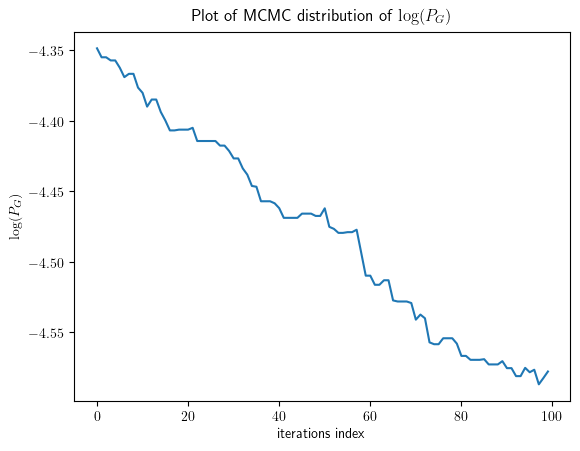 Plot of MCMC distribution of log(P_G)
log(P_G)
−4.35
−4.40
−4.45
−4.50
−4.55
0 20 40 60 80 100
iterations index